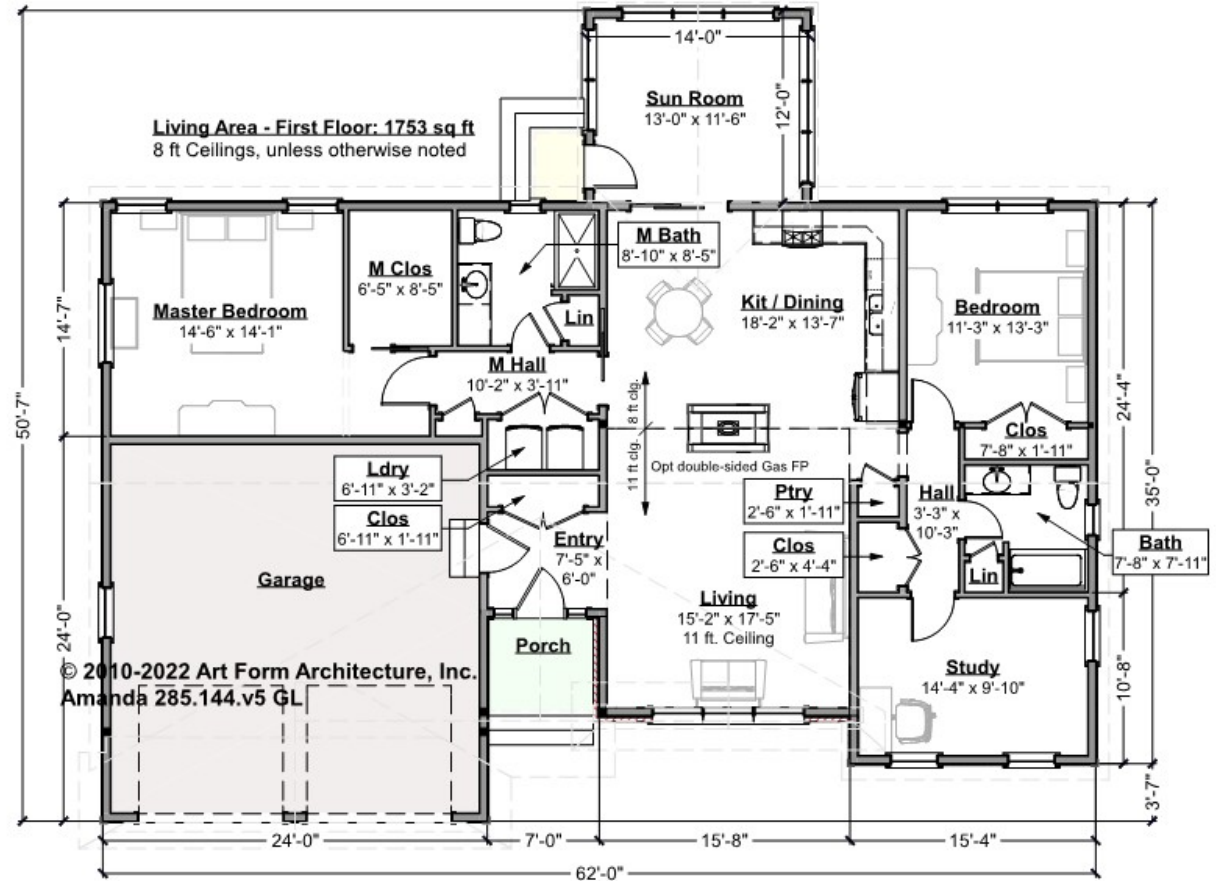 14'-0"
Sun Room
13'-0" x 11'-6"
12'-0"
Living Area - First Floor: 1753 sq ft
8 ft Ceilings, unless otherwise noted
M Bath
8'-10" x 8'-5"
M Clos
6'-5" x 8'-5"
Master Bedroom
14'-6" x 14'-1"
Lin
Kit / Dining
18'-2" x 13'-7"
Bedroom
11'-3" x 13'-3"
14'-7"
M Hall
10'-2" x 3'-11"
8 ft clg.
11 ft clg.
24'-4"
50'-7"
Clos
7'-8" x 1'-11"
Opt double-sided Gas FP
Ldry
6'-11" x 3'-2"
Clos
6'-11" x 1'-11"
Ptry
2'-6" x 1'-11"
Hall
3'-3" x
10'-3"
35'-0"
Entry
7'-5" x
6'-0"
Clos
2'-6" x 4'-4"
Bath
7'-8" x 7'-11"
Lin
Garage
Living
15'-2" x 17'-5"
11 ft. Ceiling
24'-0"
Porch
Study
14'-4" x 9'-10"
10'-8"
© 2010-2022 Art Form Architecture, Inc.
Amanda 285.144.v5 GL
3'-7"
24'-0"
7'-0"
15'-8"
15'-4"
62'-0"